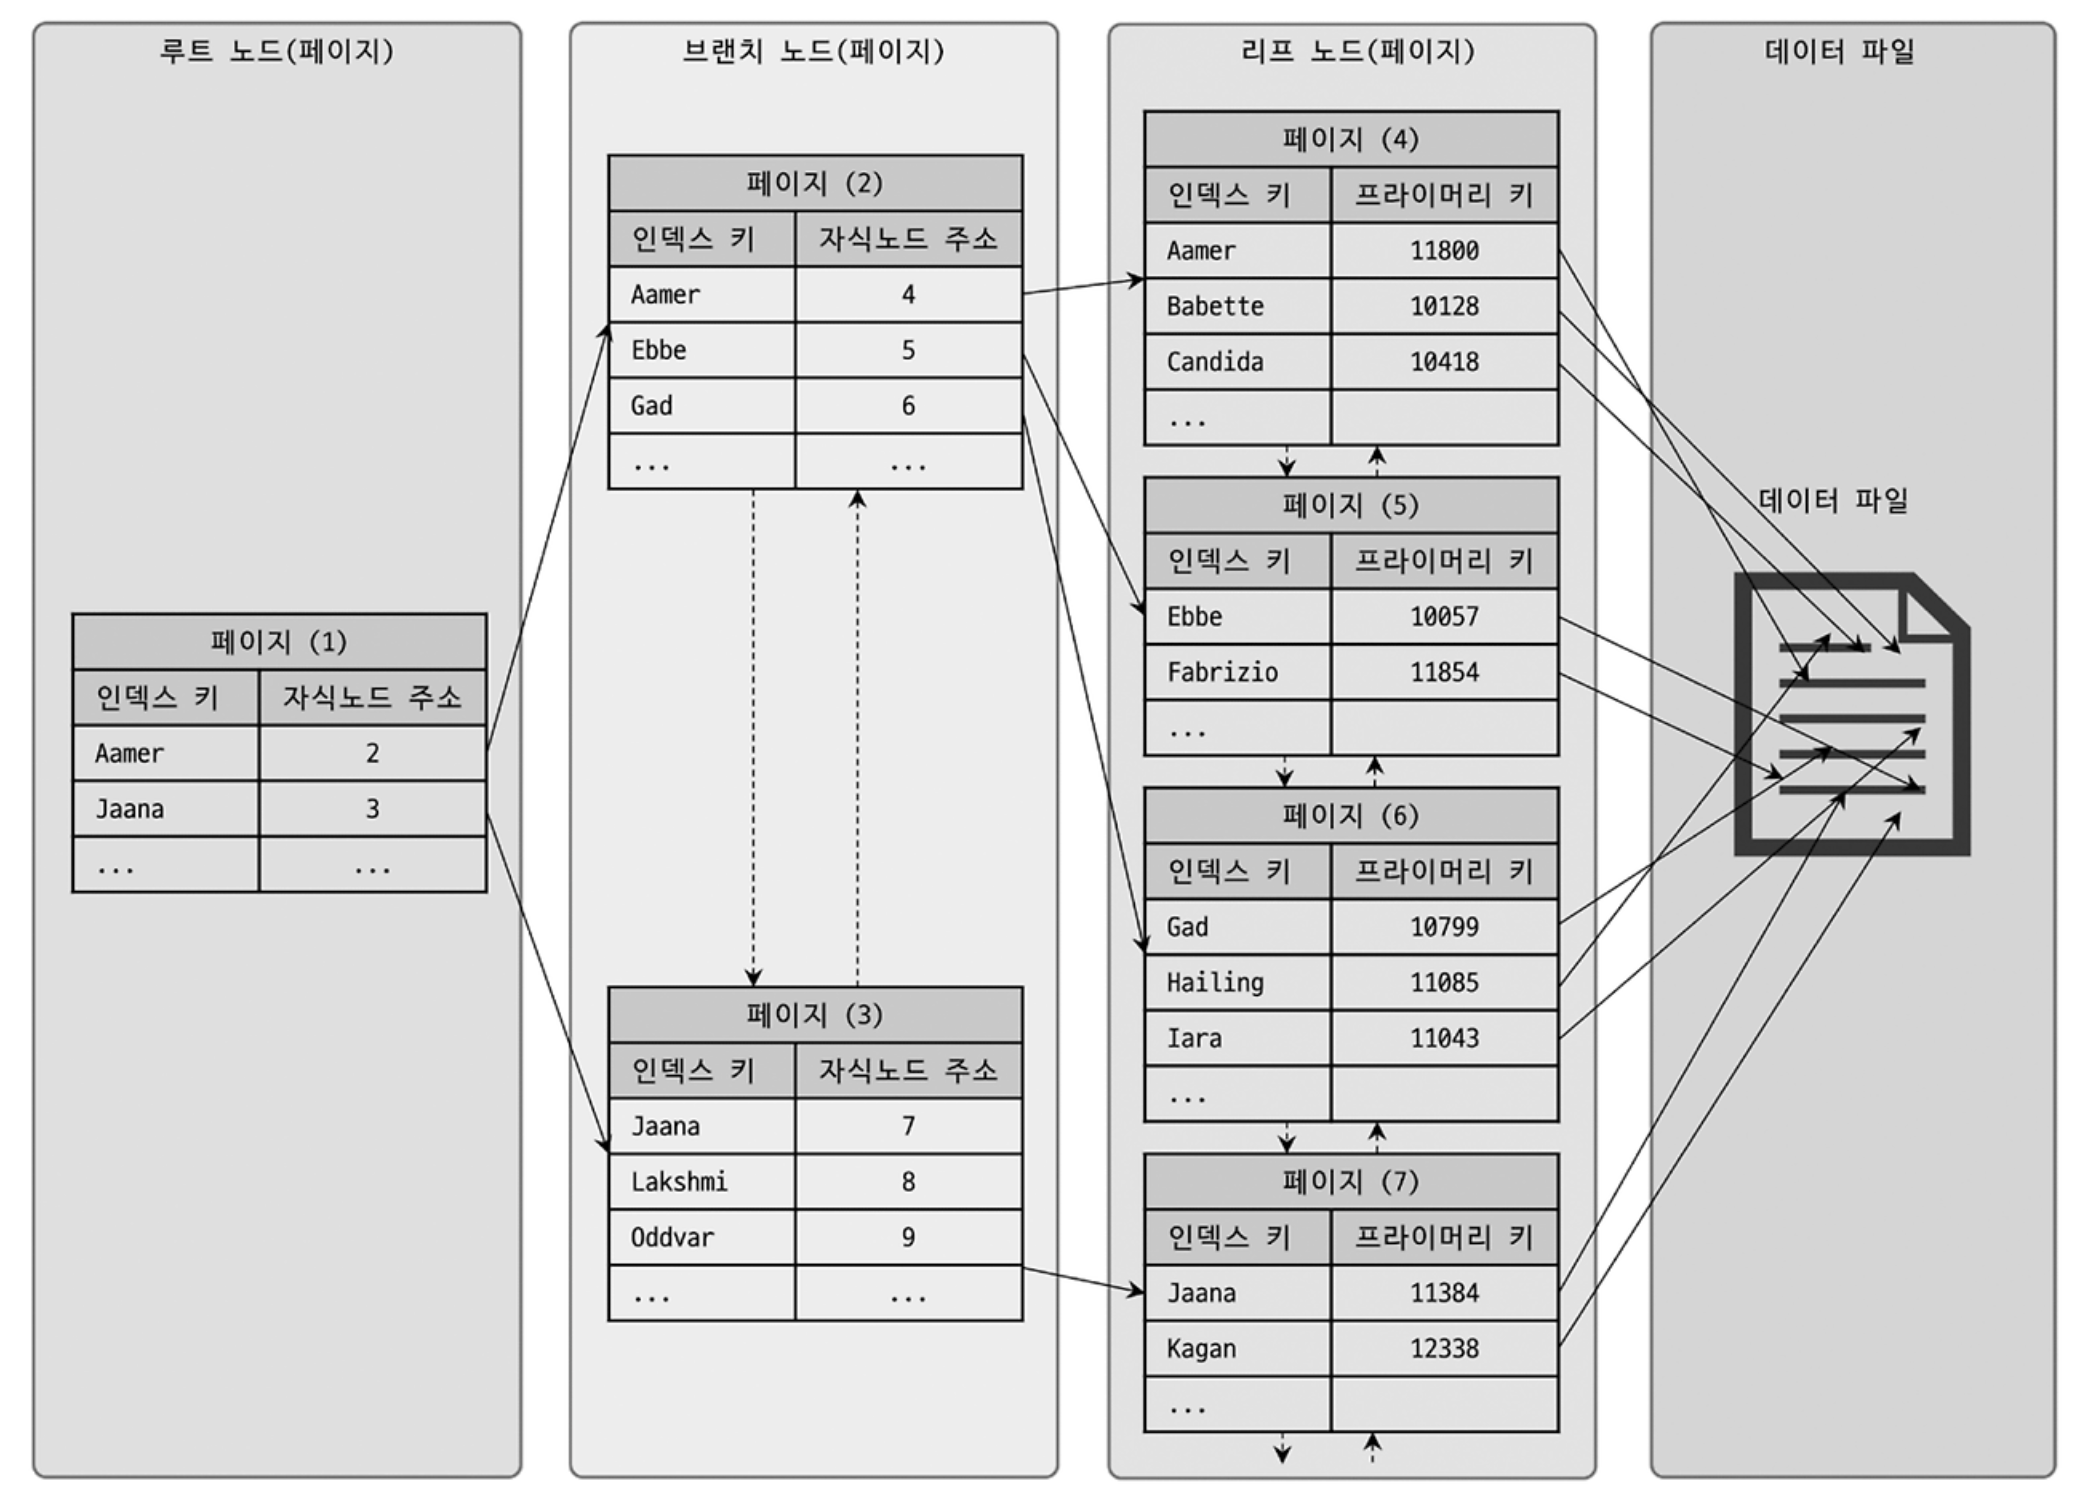 루트 노드(페이지)
페이지 (1)
인덱스 키 자식노드 주소
Aamer 2
Jaana 3
... ...
브랜치 노드(페이지)
페이지 (2)
인덱스 키 자식노드 주소
Aamer 4
Ebbe 5
Gad 6
... ...
페이지 (3)
인덱스 키 자식노드 주소
Jaana 7
Lakshmi 8
Oddvar 9
... ...
리프 노드(페이지)
페이지 (4)
인덱스 키 프라이머리 키
Aamer 11800
Babette 10128
Candida 10418
...
페이지 (5)
인덱스 키 프라이머리 키
Ebbe 10057
Fabrizio 11854
...
페이지 (6)
인덱스 키 프라이머리 키
Gad 10799
Hailing 11085
Iara 11043
...
페이지 (7)
인덱스 키 프라이머리 키
Jaana 11384
Kagan 12338
...
데이터 파일
데이터 파일